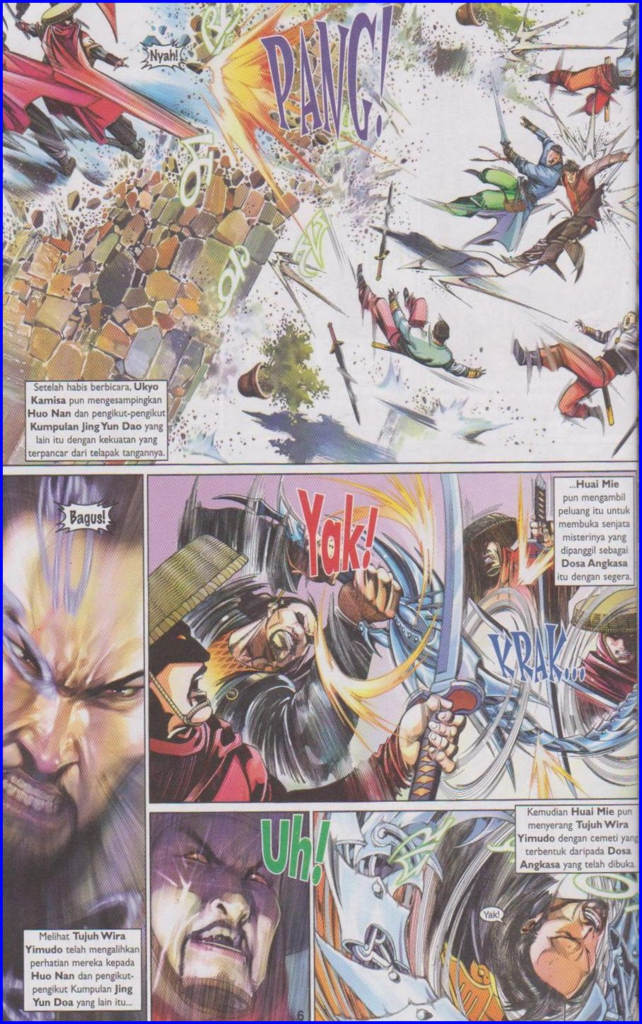 Nyah!
PANG!
Setelah habis berbicara, Ukyo
Kamisa pun mengesampingkan
Huo Nan dan pengikut-pengikut
Kumpulan Jing Yun Dao yang
lain itu dengan kekuatan yang
terpancar dari telapak tangannya.
Bagus!
Melihat Tujuh Wira
Yimudo telah mengalihkan
perhatian mereka kepada
Huo Nan dan pengikut-
pengikut Kumpulan Jing
Yun Doa yang lain itu...
Yak!
...Huai Mie
pun mengambil
peluang itu untuk
membuka senjata
misterinya yang
dipanggil sebagai
Dosa Angkasa
itu dengan segera.
KRAK...
Uh!
Kemudian Huai Mie pun
menyerang Tujuh Wira
Yimudo dengan cemeti yang
terbentuk daripada Dosa
Angkasa yang telah dibuka.
Yak!
6